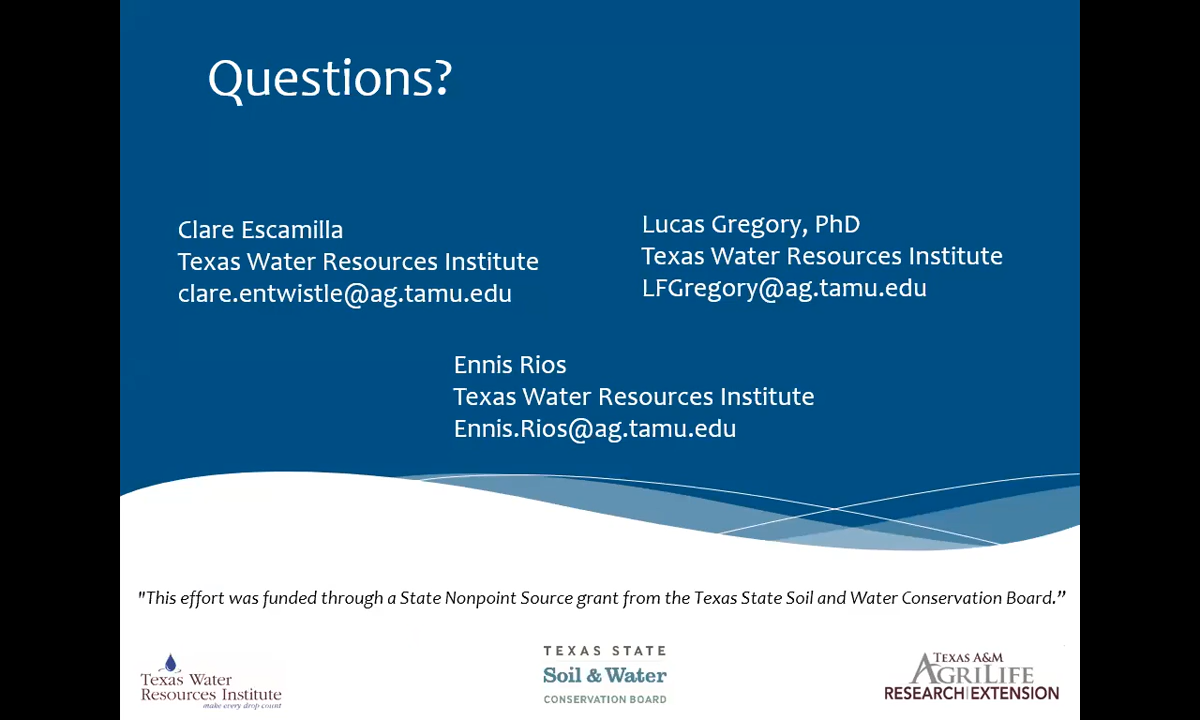 Questions?
Clare Escamilla
Texas Water Resources Institute
clare.entwistle@ag.tamu.edu
Lucas Gregory, PhD
Texas Water Resources Institute
LFGregory@ag.tamu.edu
Ennis Rios
Texas Water Resources Institute
Ennis.Rios@ag.tamu.edu
"This effort was funded through a State Nonpoint Source grant from the Texas State Soil and Water Conservation Board.”
Texas Water
Resources Institute
make every drop count
TEXAS STATE
Soil & Water
CONSERVATION BOARD
TEXAS A&M
AGRILIFE
RESEARCH|EXTENSION